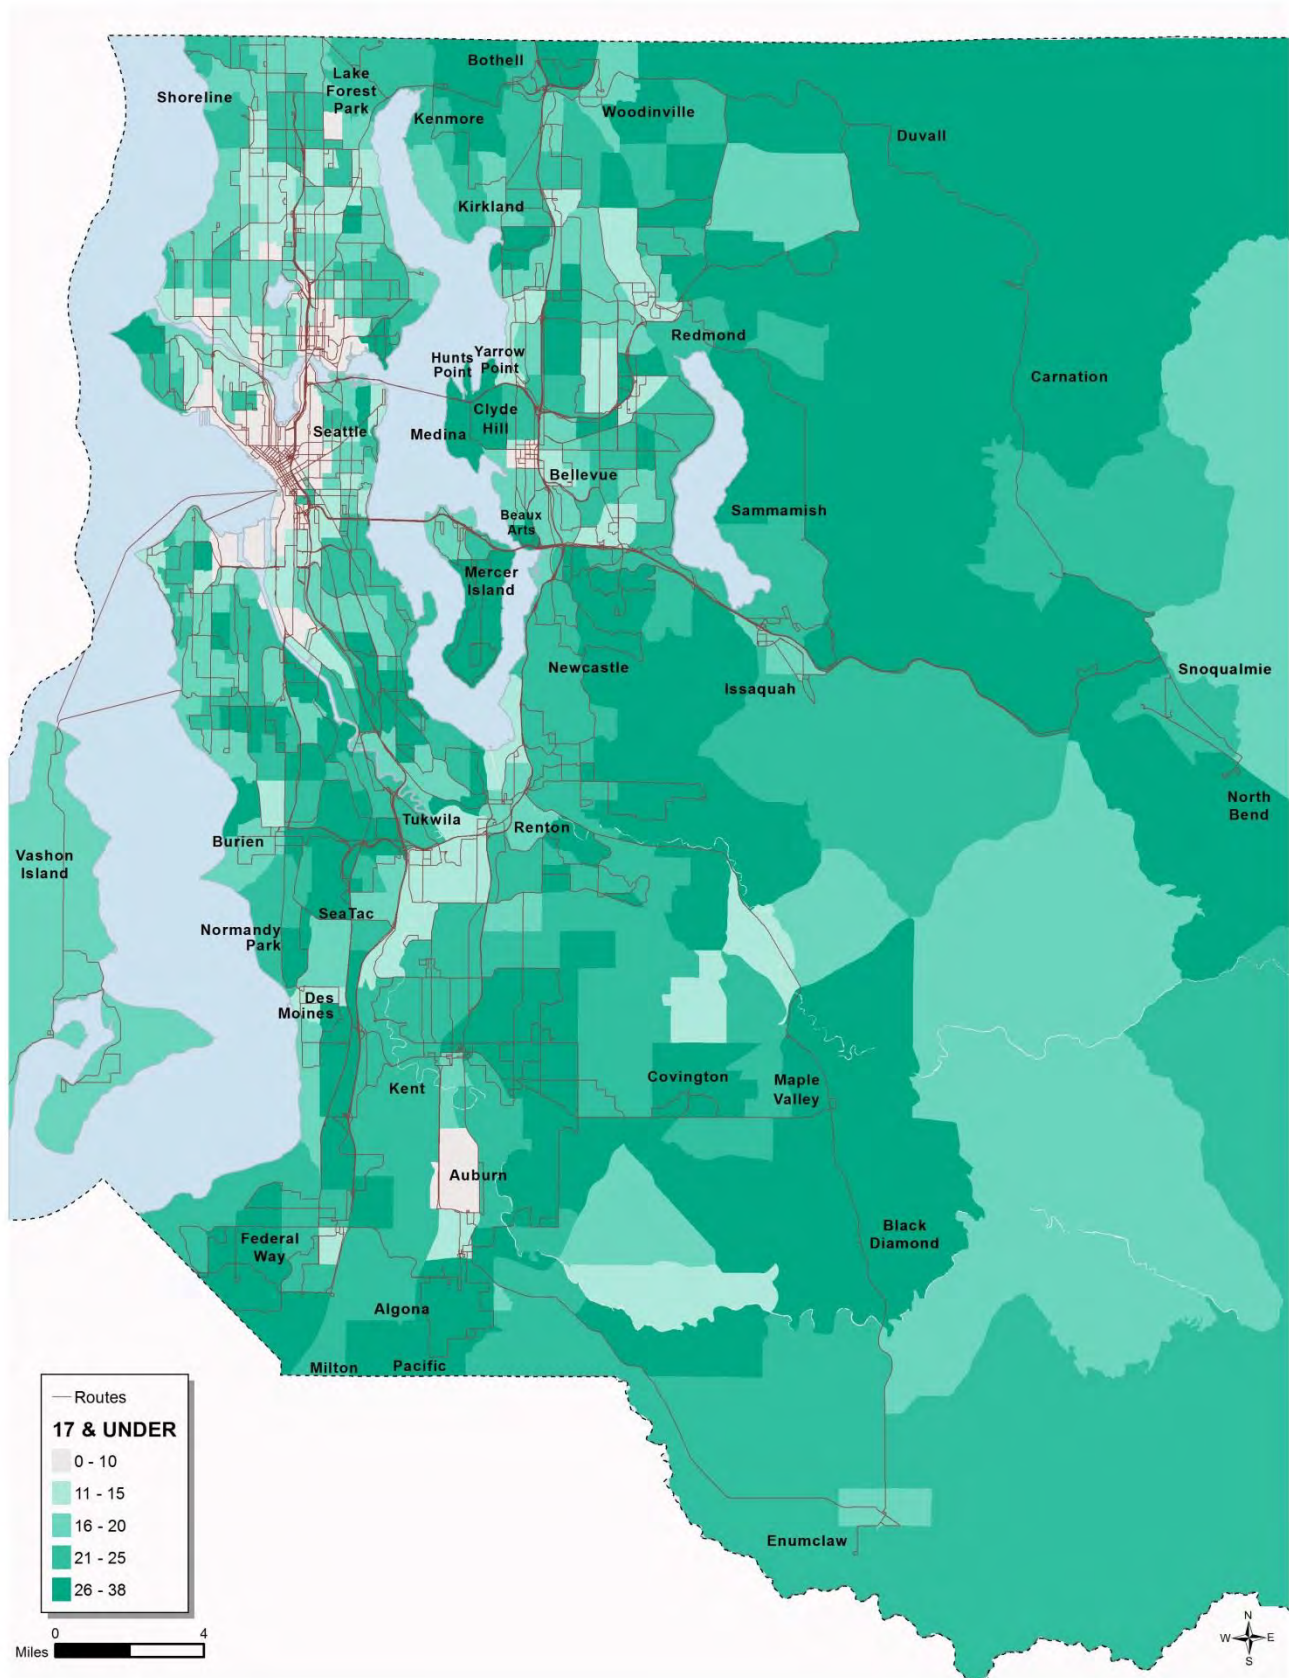 Bothell
Lake
Forest
Park
Shoreline
Kenmore
Woodinville
Duvall
Kirkland
Redmond
Hunts
Point
Yarrow
Point
Carnation
Clyde
Hill
Seattle
Medina
Bellevue
Beaux
Arts
Sammamish
Mercer
Island
Newcastle
Issaquah
Snoqualmie
North
Bend
Tukwila
Renton
Burien
Vashon
Island
SeaTac
Normandy
Park
Des
Moines
Kent
Covington
Maple
Valley
Auburn
Black
Diamond
Federal
Way
Algona
Milton
Pacific
Enumclaw
Routes
17 & UNDER
0 - 10
11 - 15
16 - 20
21 - 25
26 - 38
0 4
Miles
N
W E
S